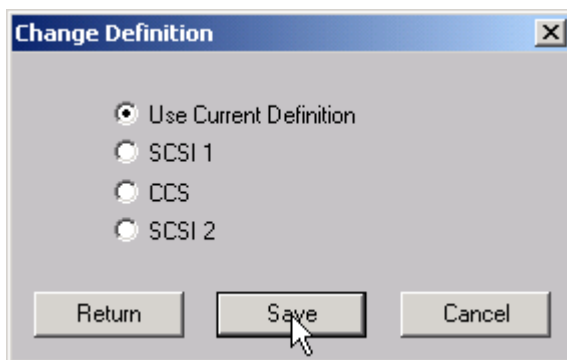 Change Definition
Use Current Definition
SCSI 1
CCS
SCSI 2
Return Save Cancel